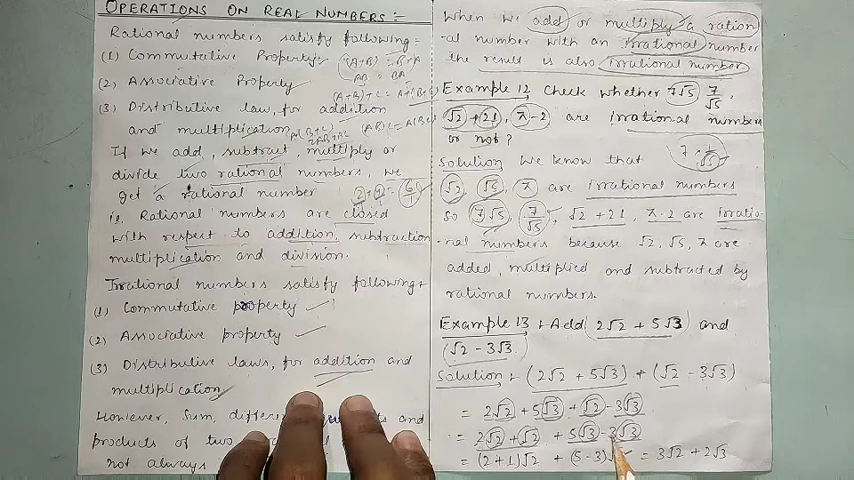 OPERATIONS ON REAL NUMBERS :-
Rational numbers satisfy following:-
(1) Commutative Property:- (A+B) = B+A
AB = BA
(2) Associative Property
(A+B)+C = A+(B+C)
(3) Distributive law, for addition
and multiplication A(B+C) (AB)C = A(BC)
If we add, subtract, multiply or
divide two rational numbers, we
get a rational number
ie. Rational numbers are closed
with respect to addition, subtraction
multiplication and division.
Irrational numbers satisfy following:-
(1) Commutative property
(2) Associative property
(3) Distributive laws, for addition and
multiplication
However, Sum, and
products of two
not always
When we add or multiply a ration
-al number with an irrational number
the result is also irrational number
Example 12 Check whether 7√5, 7/√5,
√2 + 21, π-2 are irrational numbers
or not?
7 × 1/√5
Solution We know that
√2, √5, π are irrational numbers
So 7√5, 7/√5, √2 + 21, π-2 are irratio-
-nal numbers because √2, √5, π are
added, multiplied and subtracted by
rational numbers.
Example 13 :- Add (2√2 + 5√3) and
(√2 - 3√3)
Solution :- (2√2 + 5√3) + (√2 - 3√3)
= 2√2 + 5√3 + √2 - 3√3
= 2√2 + √2 + 5√3 - 3√3
= (2+1)√2 + (5-3)√ = 3√2 + 2√3